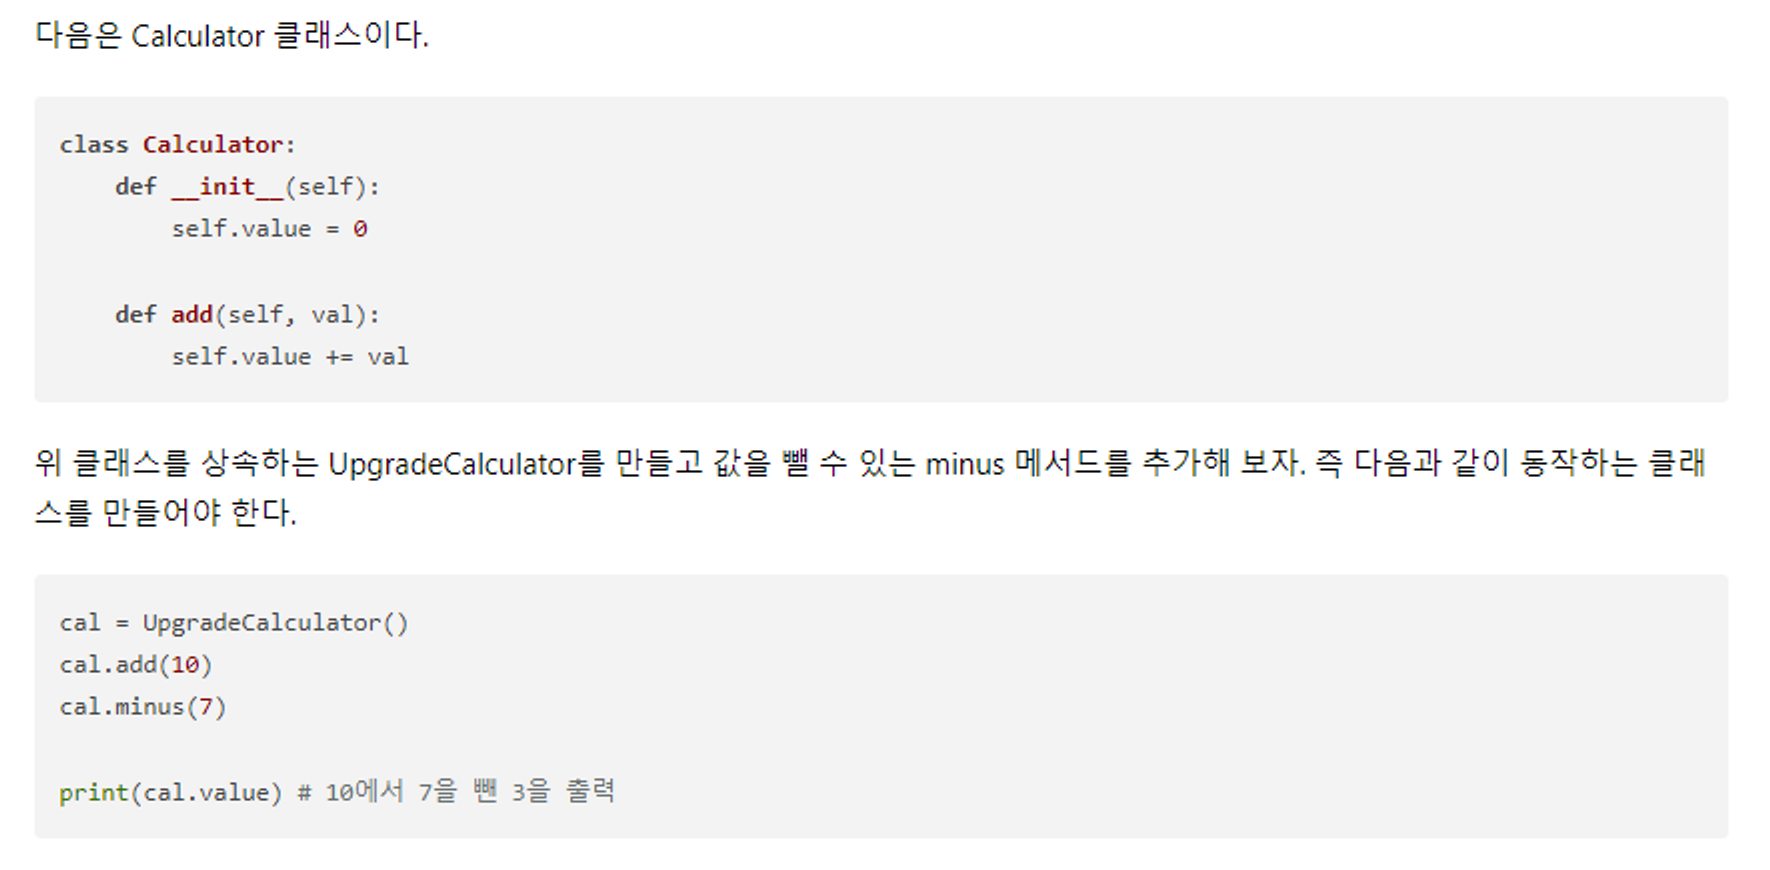 다음은 Calculator 클래스이다.
class Calculator:
    def __init__(self):
        self.value = 0
    def add(self, val):
        self.value += val
위 클래스를 상속하는 UpgradeCalculator를 만들고 값을 뺄 수 있는 minus 메서드를 추가해 보자. 즉 다음과 같이 동작하는 클래
스를 만들어야 한다.
cal = UpgradeCalculator()
cal.add(10)
cal.minus(7)
print(cal.value) # 10에서 7을 뺀 3을 출력